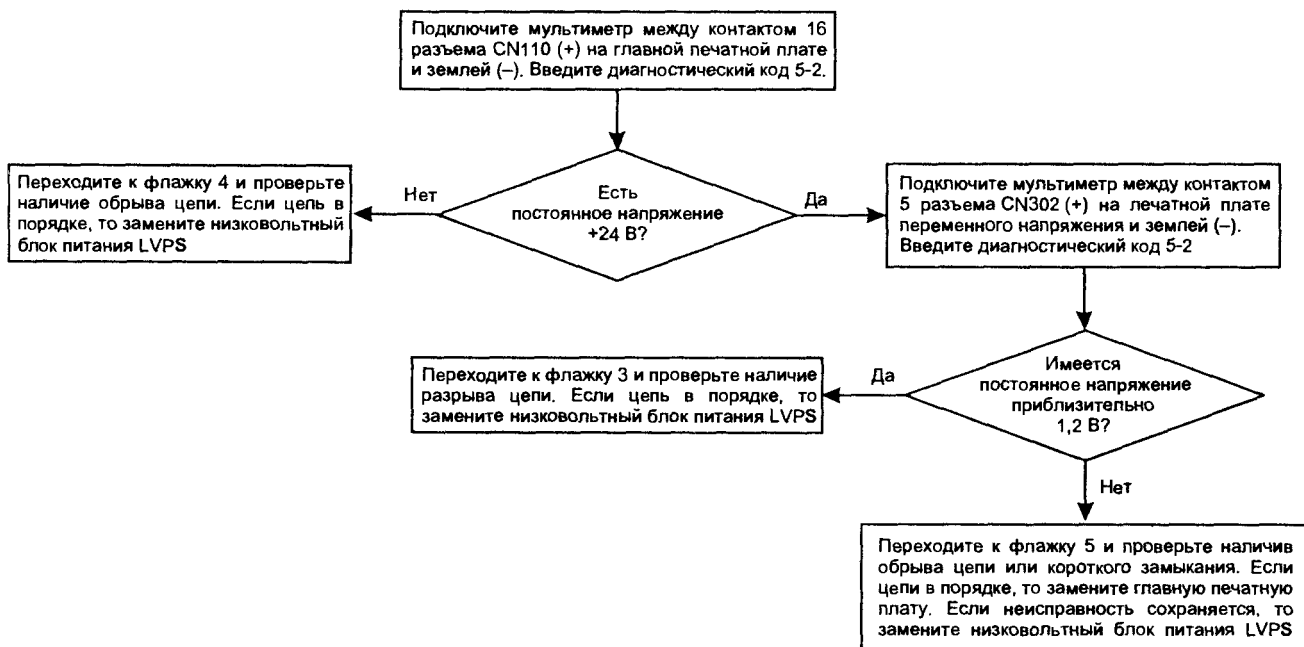 Подключите мультиметр между контактом 16
разъема CN110 (+) на главной печатной плате
и землей (–). Введите диагностический код 5-2.
Есть
постоянное напряжение
+24 В?
Нет
Переходите к флажку 4 и проверьте
наличие обрыва цепи. Если цепь в
порядке, то замените низковольтный
блок питания LVPS
Да
Подключите мультиметр между контактом
5 разъема CN302 (+) на печатной плате
переменного напряжения и землей (–).
Введите диагностический код 5-2
Имеется
постоянное напряжение
приблизительно
1,2 В?
Да
Переходите к флажку 3 и проверьте наличие
разрыва цепи. Если цепь в порядке, то
замените низковольтный блок питания LVPS
Нет
Переходите к флажку 5 и проверьте наличив
обрыва цепи или короткого замыкания. Если
цепи в порядке, то замените главную печатную
плату. Если неисправность сохраняется, то
замените низковольтный блок питания LVPS